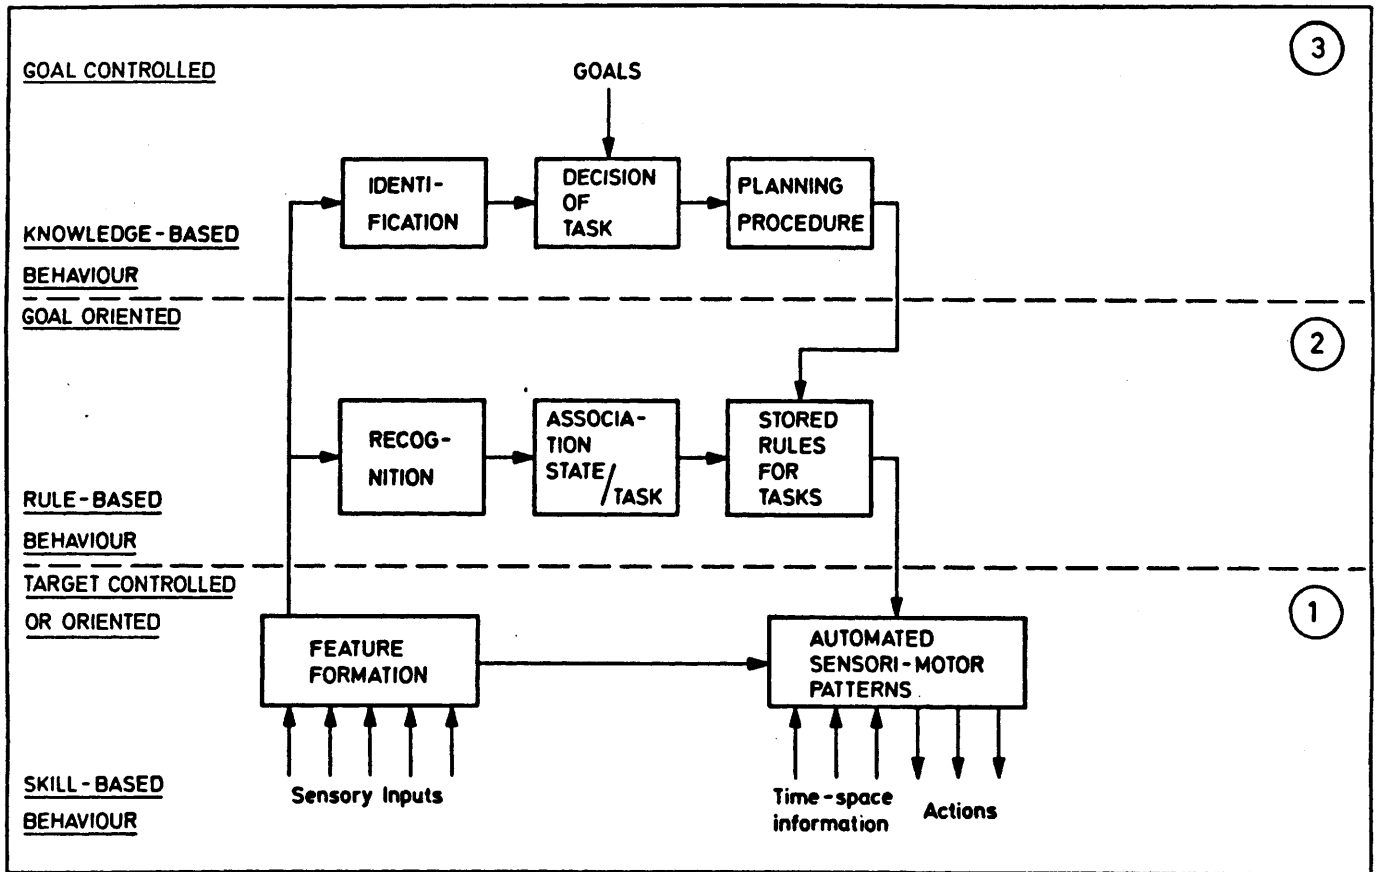 3
GOAL CONTROLLED
GOALS
IDENTI-
FICATION
DECISION
OF
TASK
PLANNING
PROCEDURE
KNOWLEDGE-BASED
BEHAVIOUR
GOAL ORIENTED
2
RECOG-
NITION
ASSOCIA-
TION
STATE/
TASK
STORED
RULES
FOR
TASKS
RULE-BASED
BEHAVIOUR
TARGET CONTROLLED
OR ORIENTED
1
FEATURE
FORMATION
AUTOMATED
SENSORI-MOTOR
PATTERNS
Sensory Inputs
Time-space
information
Actions
SKILL-BASED
BEHAVIOUR